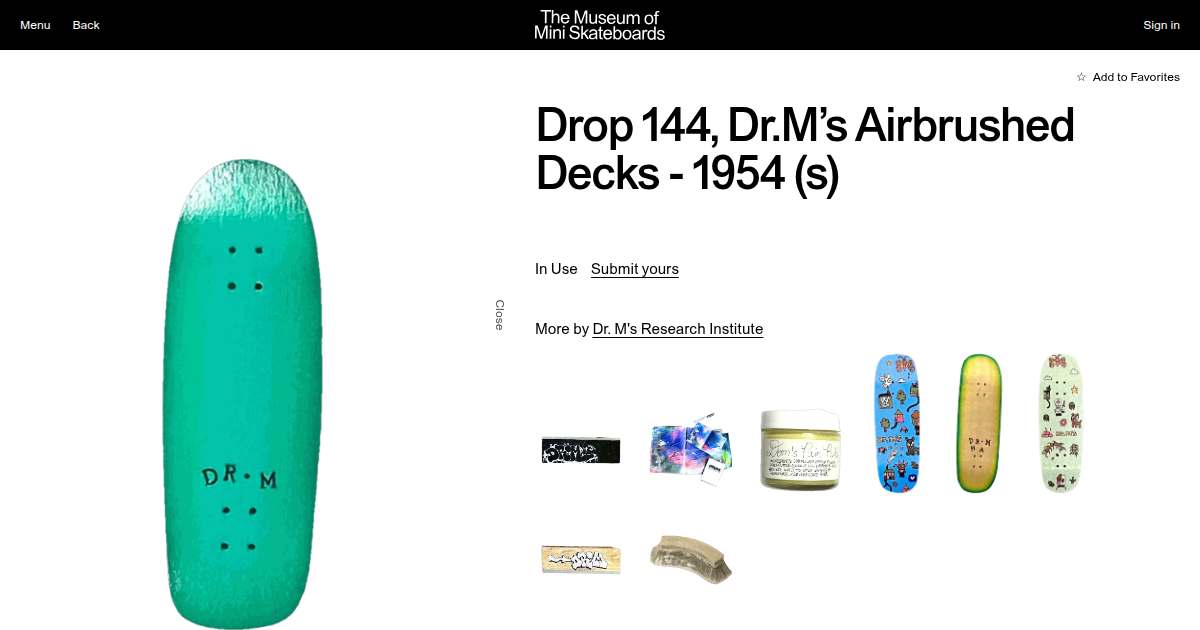 Menu
Back
The Museum of
Mini Skateboards
Sign in
☆ Add to Favorites
Drop 144, Dr.M’s Airbrushed
Decks - 1954 (s)
In Use Submit yours
Close
More by Dr. M's Research Institute
DR•M
DR•M